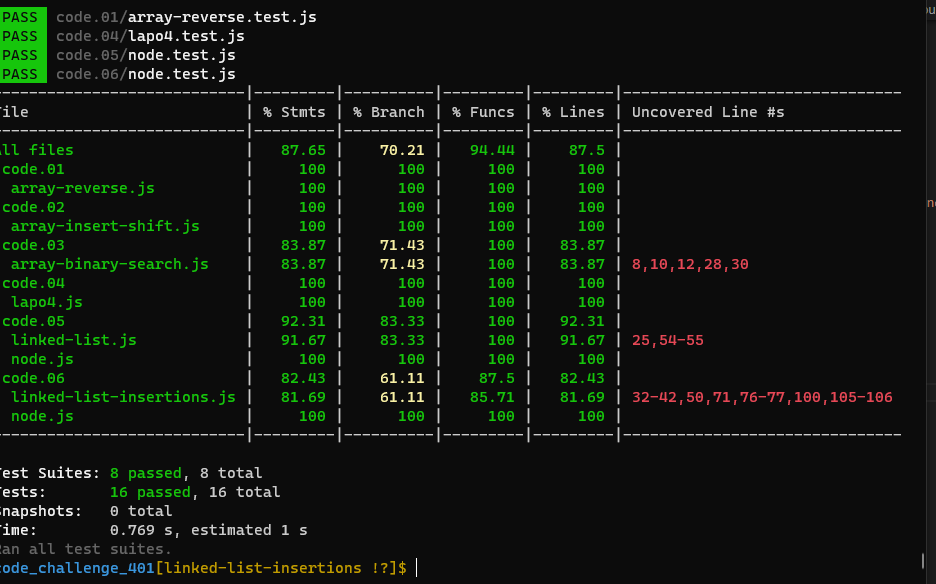 PASS code.01/array-reverse.test.js
PASS code.04/lapo4.test.js
PASS code.05/node.test.js
PASS code.06/node.test.js
---------------------------|---------|----------|---------|---------|-------------------------------
ile | % Stmts | % Branch | % Funcs | % Lines | Uncovered Line #s
---------------------------|---------|----------|---------|---------|-------------------------------
ll files | 87.65 | 70.21 | 94.44 | 87.5 |
code.01 | 100 | 100 | 100 | 100 |
array-reverse.js | 100 | 100 | 100 | 100 |
code.02 | 100 | 100 | 100 | 100 |
array-insert-shift.js | 100 | 100 | 100 | 100 |
code.03 | 83.87 | 71.43 | 100 | 83.87 |
array-binary-search.js | 83.87 | 71.43 | 100 | 83.87 | 8,10,12,28,30
code.04 | 100 | 100 | 100 | 100 |
lapo4.js | 100 | 100 | 100 | 100 |
code.05 | 92.31 | 83.33 | 100 | 92.31 |
linked-list.js | 91.67 | 83.33 | 100 | 91.67 | 25,54-55
node.js | 100 | 100 | 100 | 100 |
code.06 | 82.43 | 61.11 | 87.5 | 82.43 |
linked-list-insertions.js | 81.69 | 61.11 | 85.71 | 81.69 | 32-42,50,71,76-77,100,105-106
node.js | 100 | 100 | 100 | 100 |
---------------------------|---------|----------|---------|---------|-------------------------------
est Suites: 8 passed, 8 total
ests: 16 passed, 16 total
napshots: 0 total
ime: 0.769 s, estimated 1 s
an all test suites.
code_challenge_401[linked-list-insertions !?]$